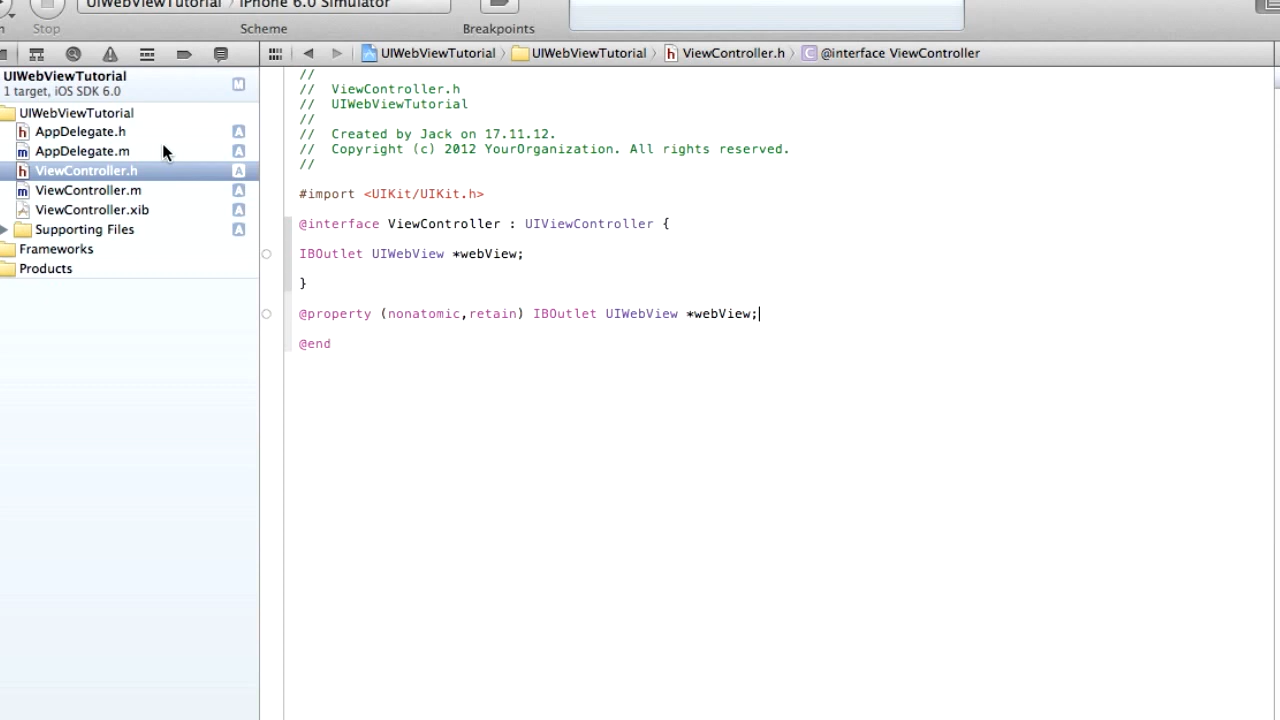 UIWebViewTutorial iPhone 6.0 Simulator
Stop Scheme Breakpoints
UIWebViewTutorial UIWebViewTutorial ViewController.h @interface ViewController
UIWebViewTutorial
1 target, iOS SDK 6.0
M
UIWebViewTutorial
AppDelegate.h A
AppDelegate.m A
ViewController.h A
ViewController.m A
ViewController.xib A
Supporting Files A
Frameworks
Products
//
// ViewController.h
// UIWebViewTutorial
//
// Created by Jack on 17.11.12.
// Copyright (c) 2012 YourOrganization. All rights reserved.
//
#import <UIKit/UIKit.h>
@interface ViewController : UIViewController {
IBOutlet UIWebView *webView;
}
@property (nonatomic,retain) IBOutlet UIWebView *webView;
@end